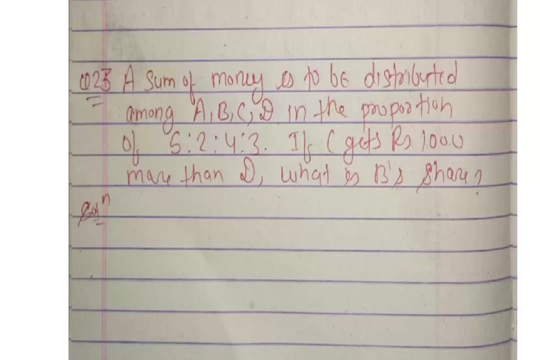 Q23 A sum of money is to be distributed
among A, B, C, D in the proportion
of 5:2:4:3. If C gets Rs 1000
more than D, what is B's share?
Solⁿ